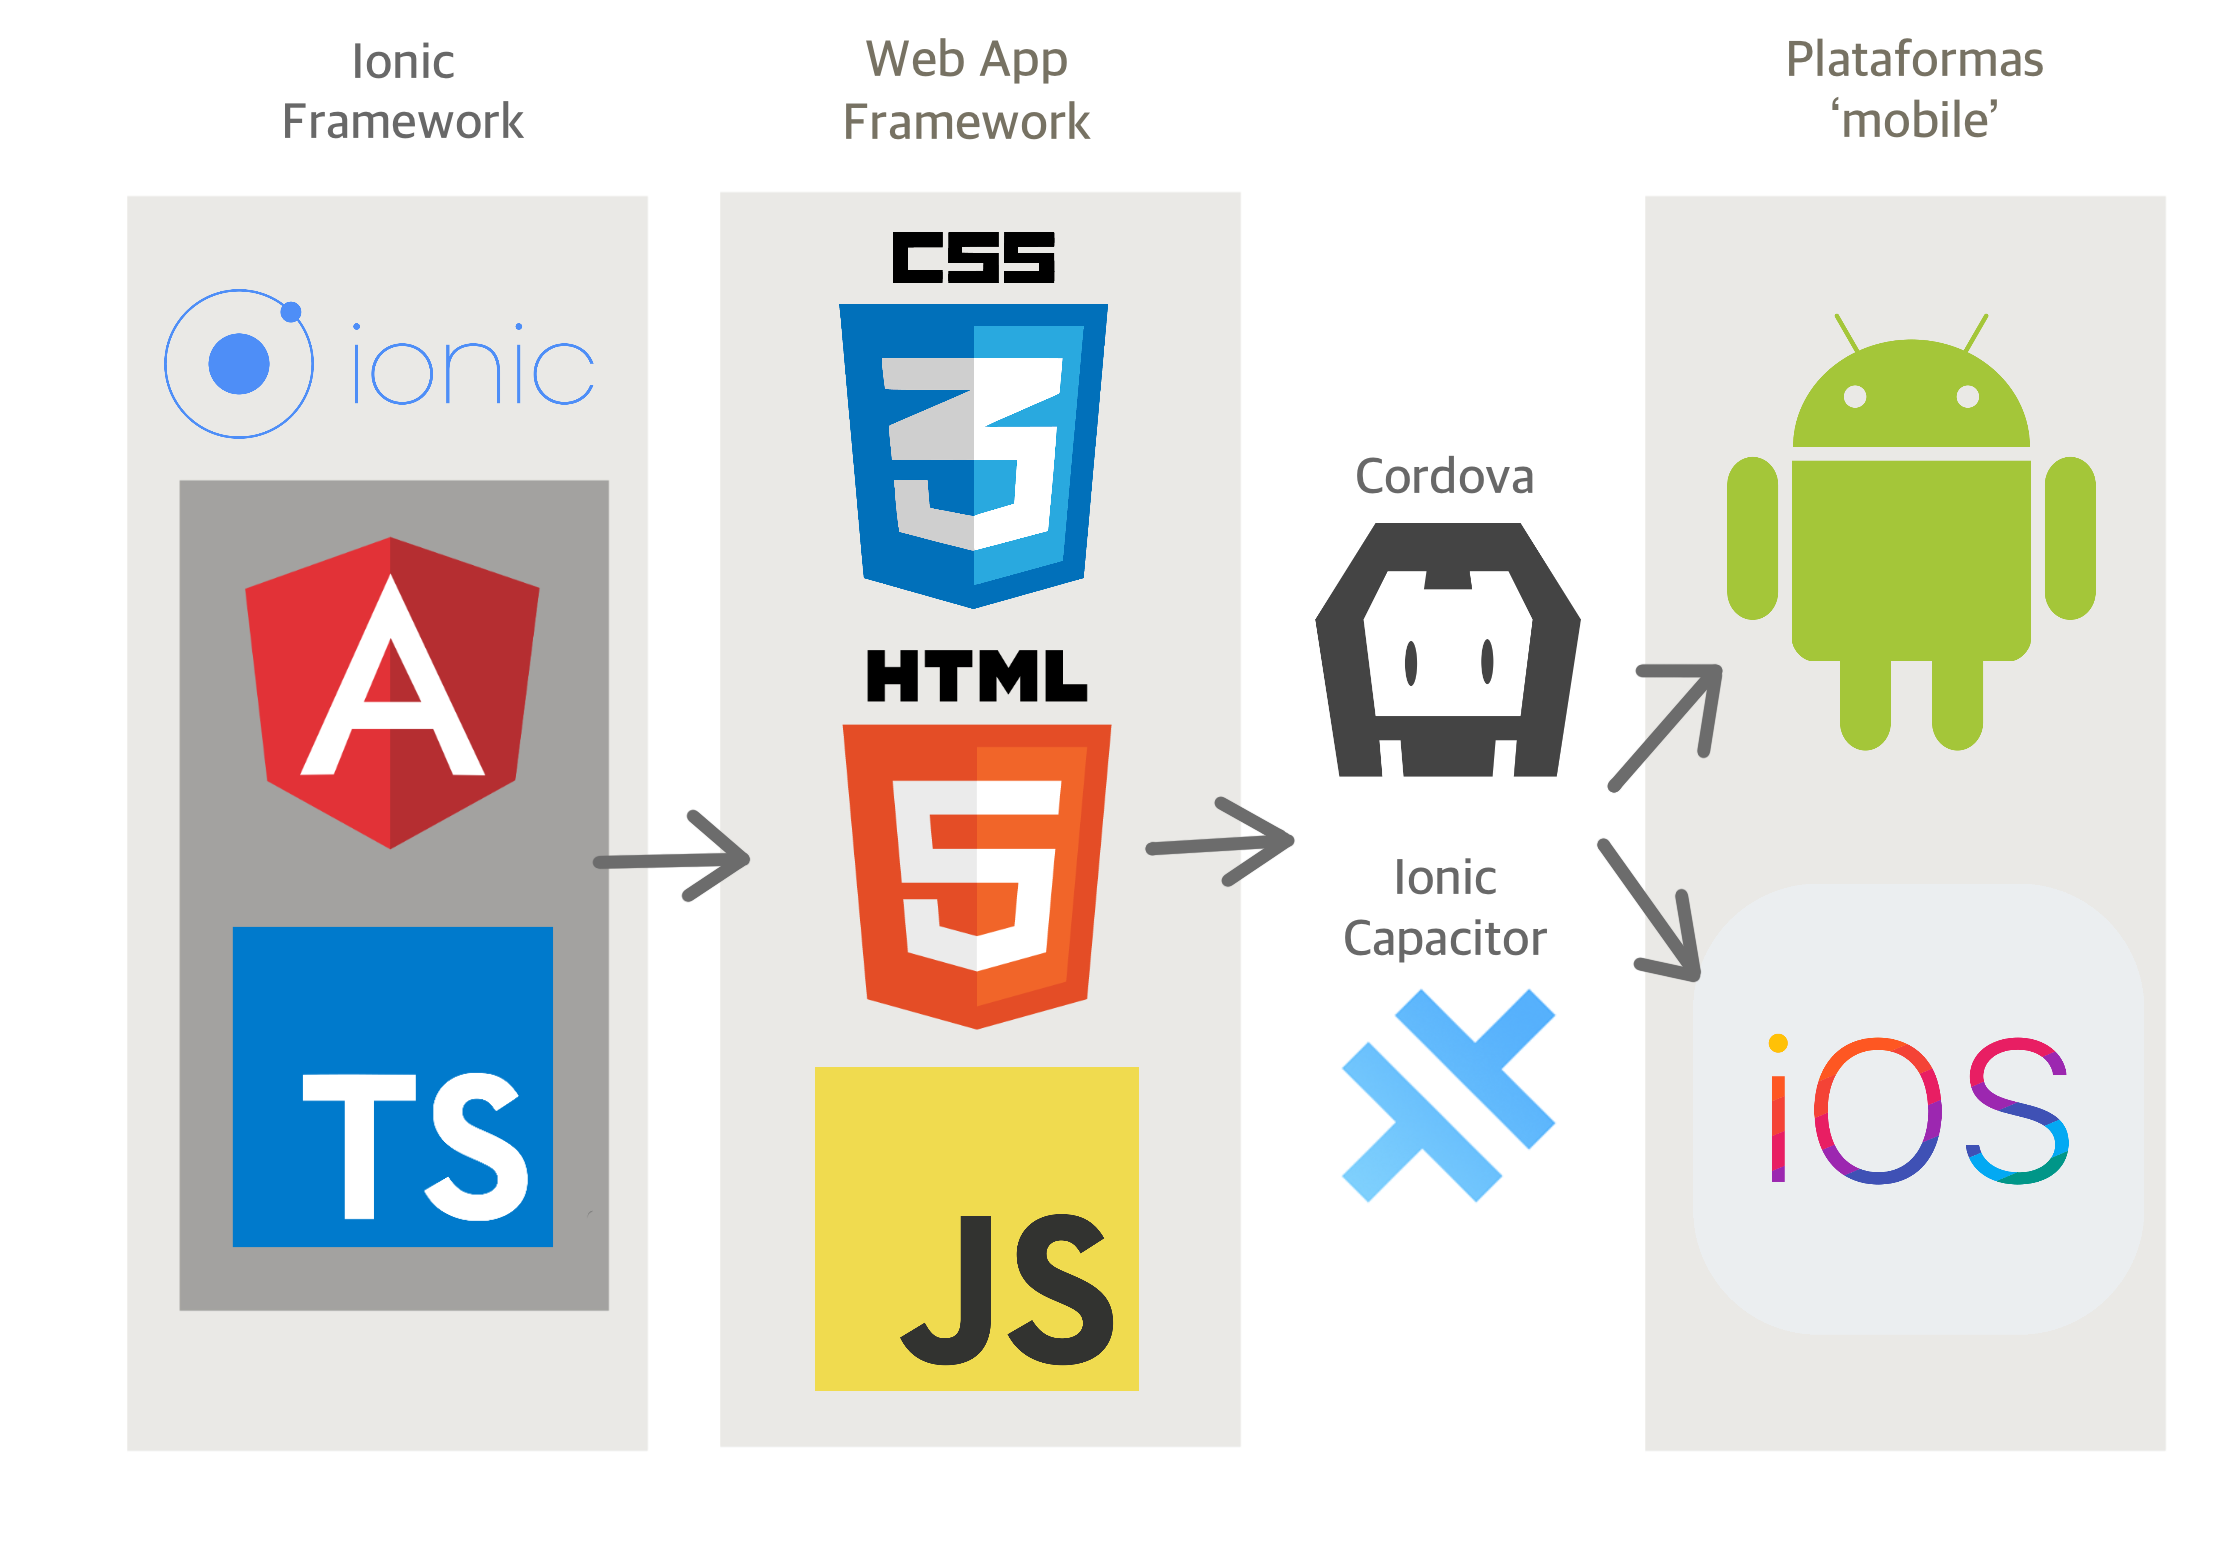 Ionic
Framework
ionic
TS
Web App
Framework
CSS
3
HTML
5
JS
Cordova
Ionic
Capacitor
Plataformas
‘mobile’
iOS